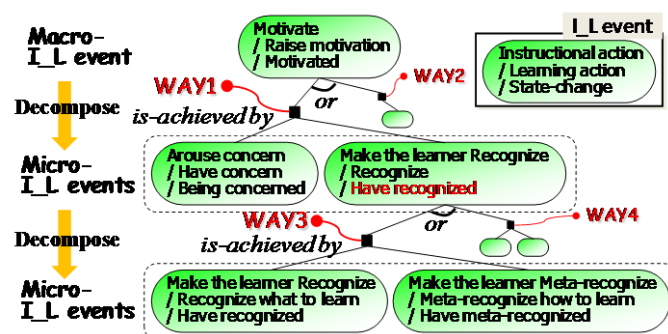 Macro-
I_L event
Decompose
Micro-
I_L events
Decompose
Micro-
I_L events
Motivate
/ Raise motivation
/ Motivated
WAY1
WAY2
or
is-achieved by
I_L event
Instructional action
/ Learning action
/ State-change
Arouse concern
/ Have concern
/ Being concerned
Make the learner Recognize
/ Recognize
/ Have recognized
WAY3
WAY4
or
is-achieved by
Make the learner Recognize
/ Recognize what to learn
/ Have recognized
Make the learner Meta-recognize
/ Meta-recognize how to learn
/ Have meta-recognized